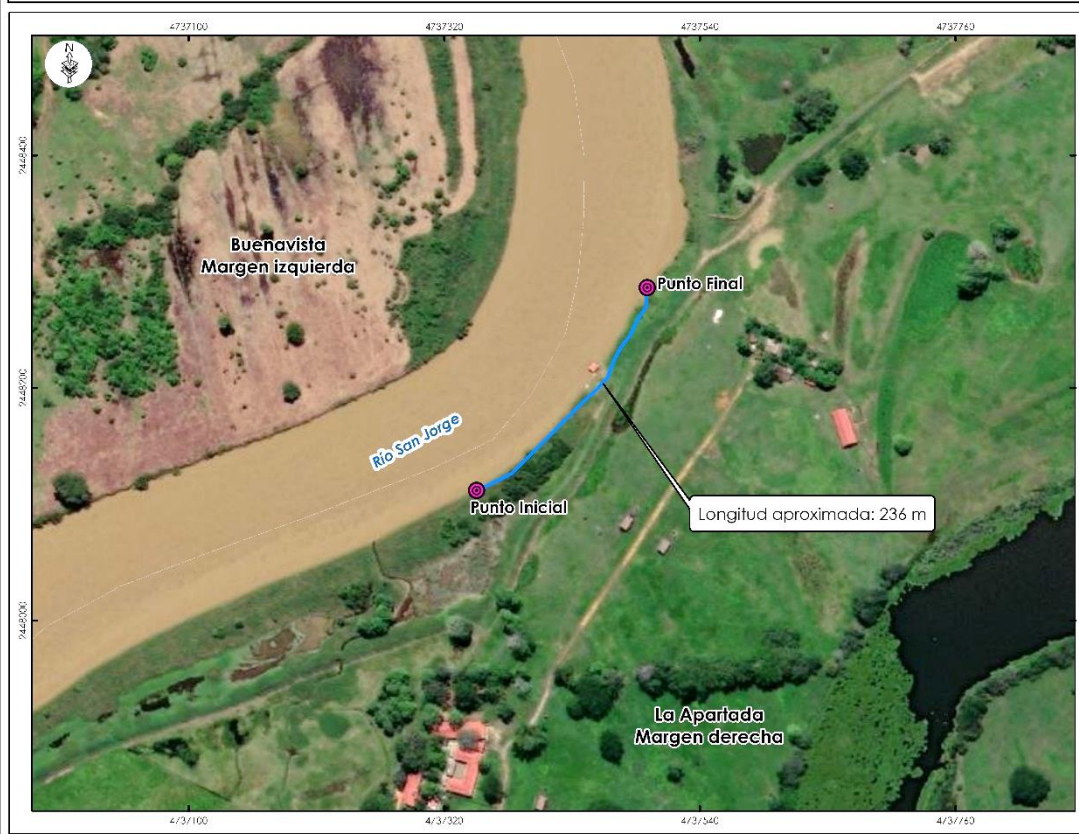 4737100 4737320 4737540 4737760
N
2448400
Buenavista
Margen izquierda
Punto Final
2448200
Río San Jorge
Punto Inicial
Longitud aproximada: 236 m
2448000
La Apartada
Margen derecha
4737100 4737320 4737540 4737760